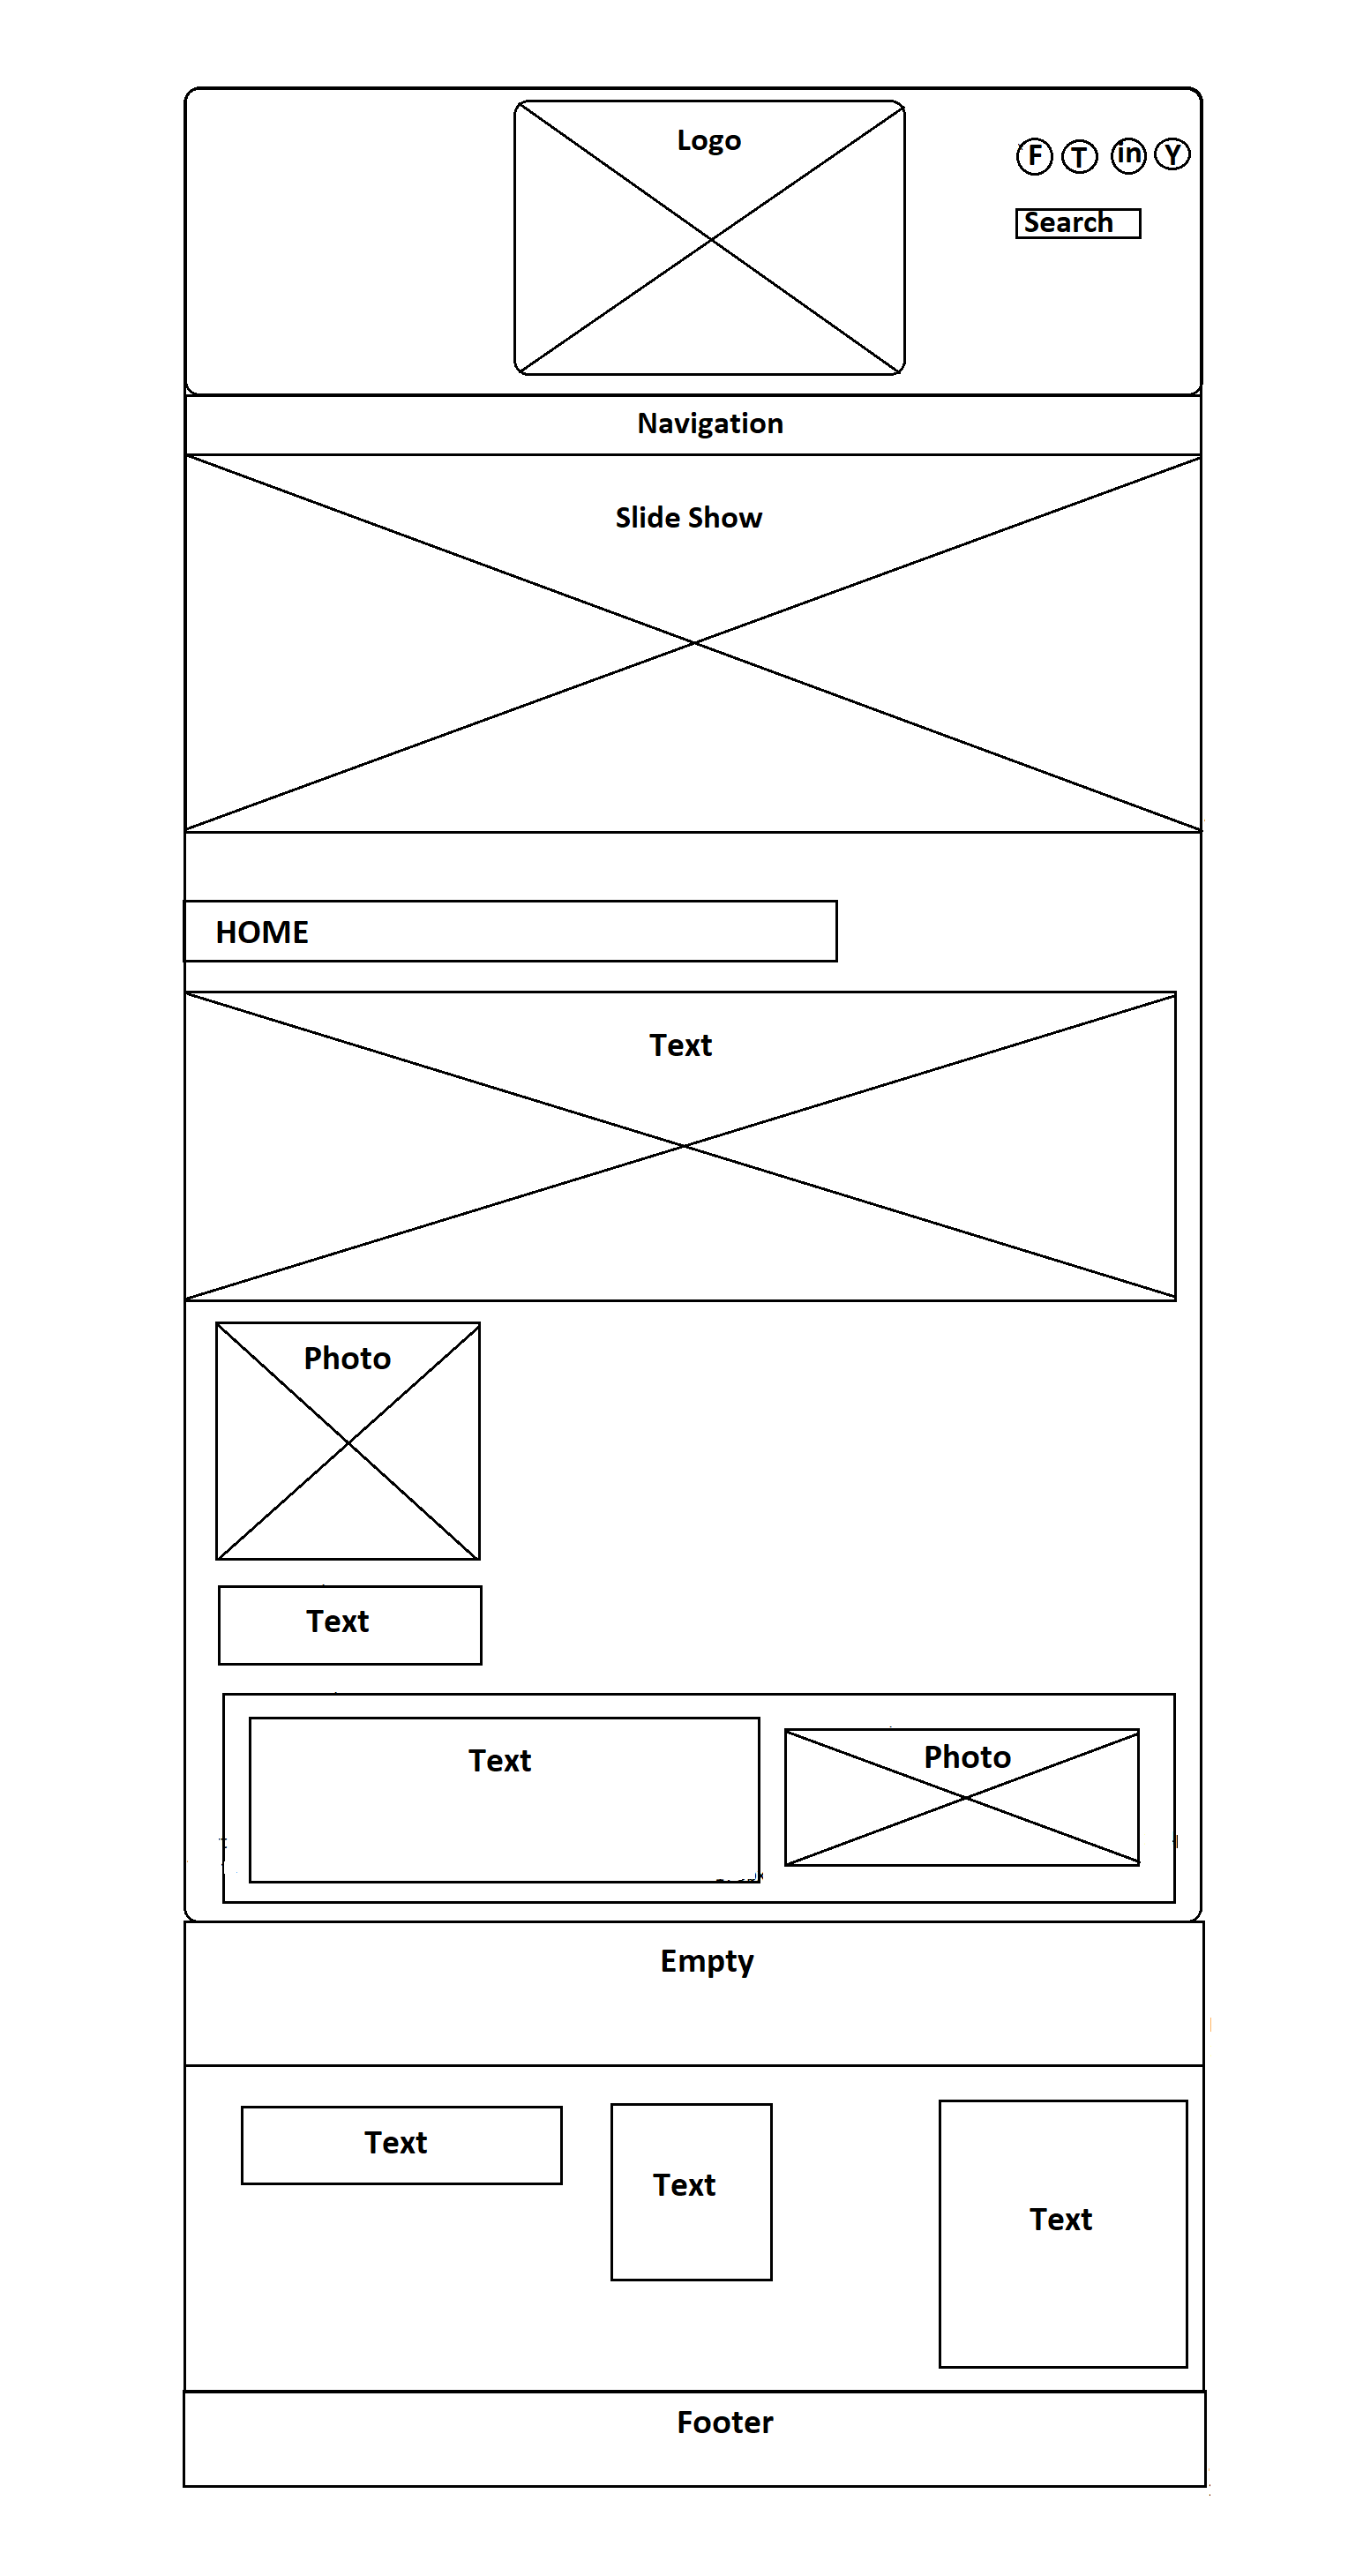 Logo
F T in Y
Search
Navigation
Slide Show
HOME
Text
Photo
Text
Text
Photo
Empty
Text
Text
Text
Footer